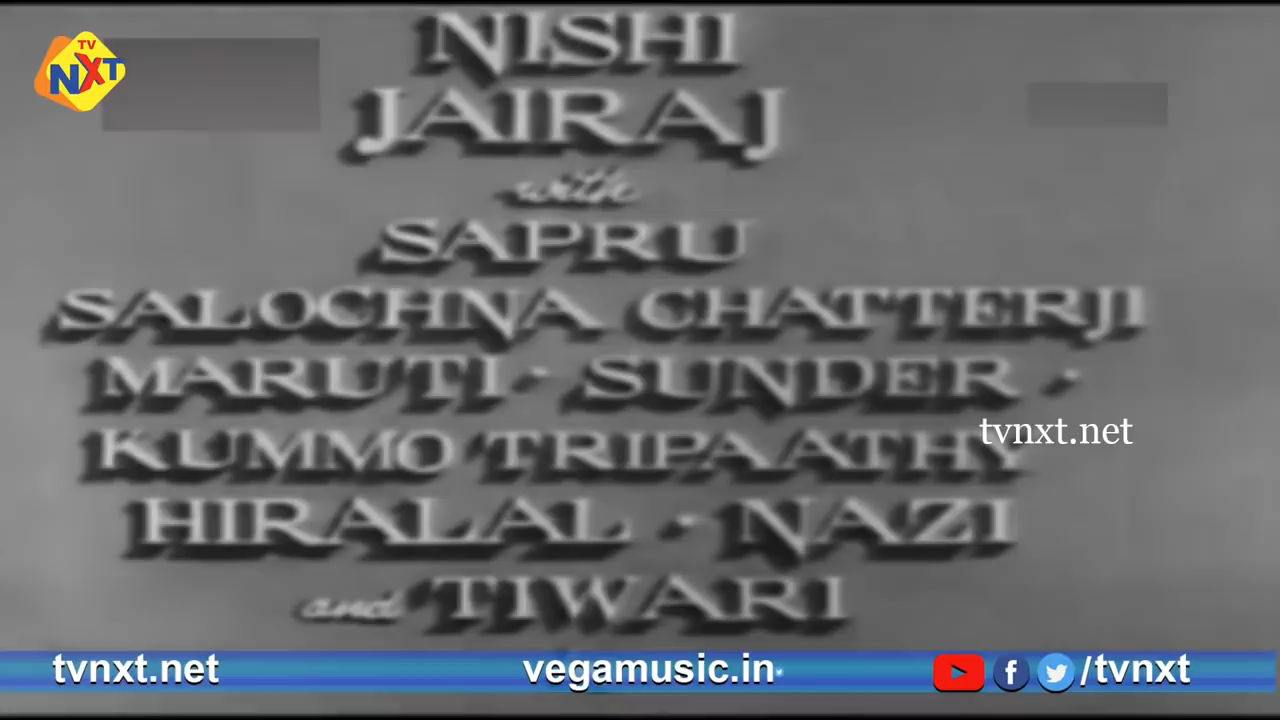 TV
NXT
NISHI
JAIRAJ
with
SAPRU
SALOCHNA CHATTERJI
MARUTI · SUNDER ·
KUMMO TRIPAATHY
tvnxt.net
HIRALAL · NAZI
and TIWARI
tvnxt.net vegamusic.in /tvnxt